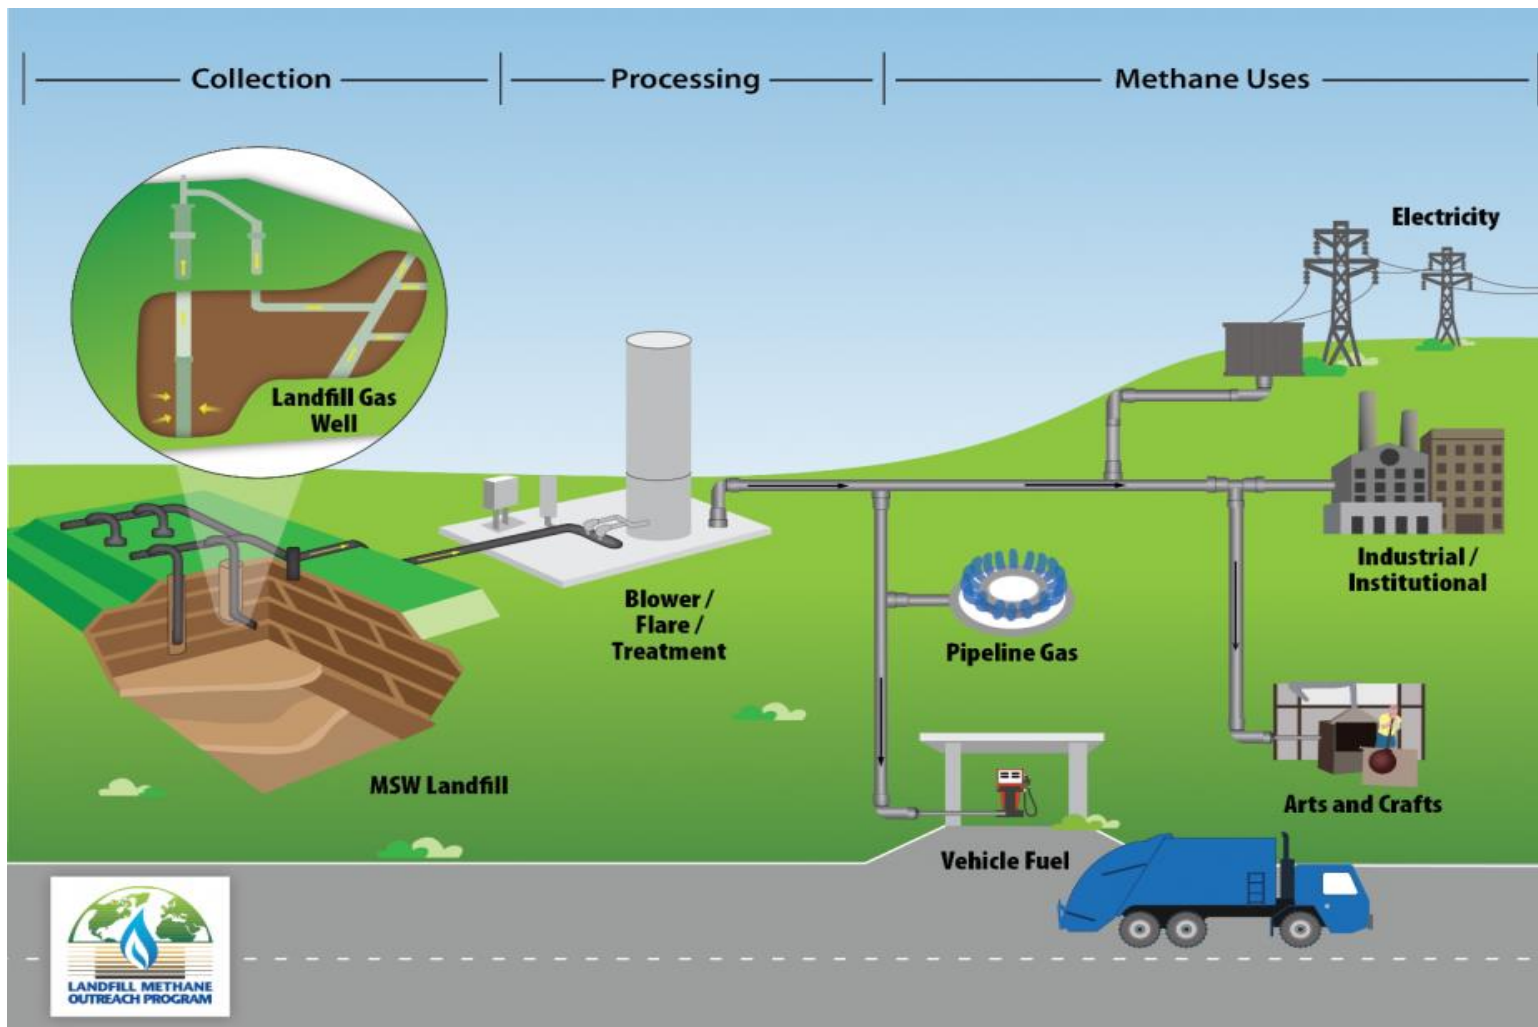 Collection
Processing
Methane Uses
Electricity
Landfill Gas
Well
Industrial /
Institutional
Blower /
Flare /
Treatment
Pipeline Gas
MSW Landfill
Arts and Crafts
Vehicle Fuel
LANDFILL METHANE
OUTREACH PROGRAM